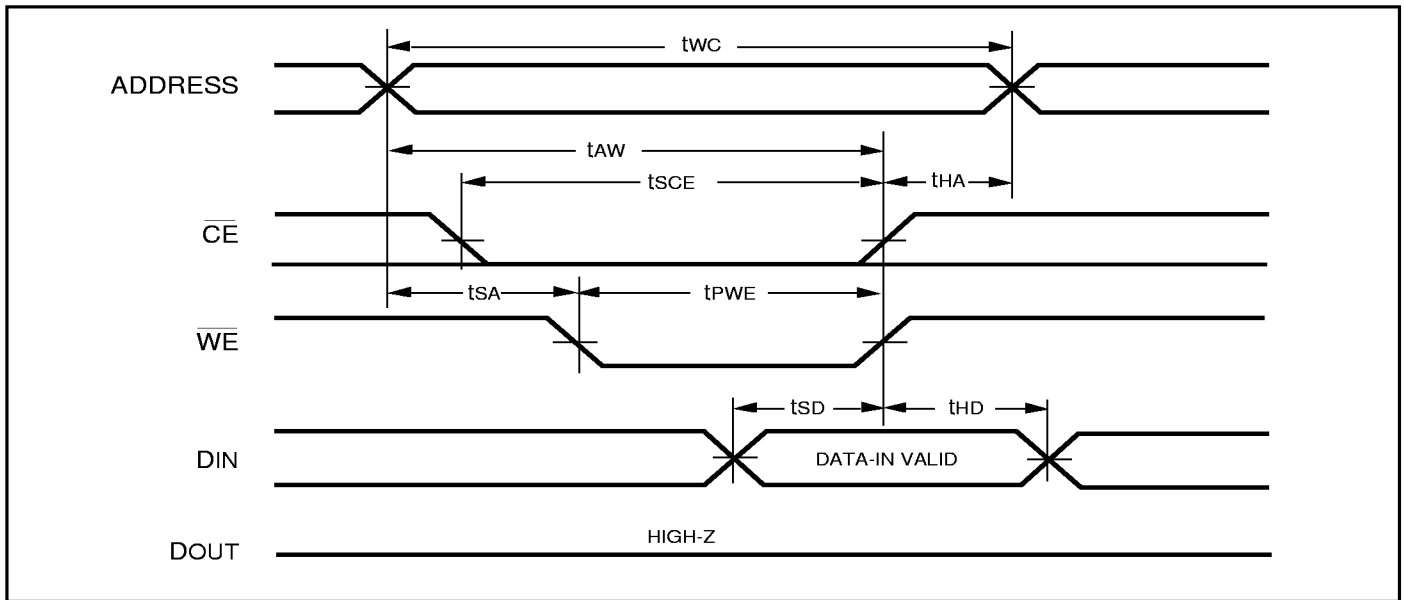 tWC
ADDRESS
tAW
tSCE
tHA
CE
tSA
tPWE
WE
tSD
tHD
DIN
DATA-IN VALID
HIGH-Z
DOUT